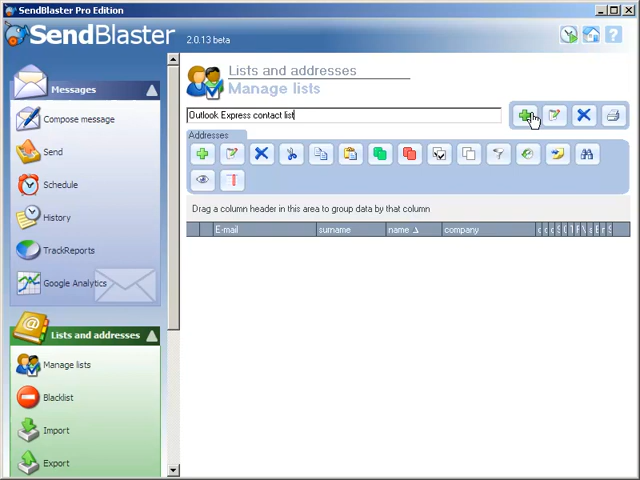 SendBlaster Pro Edition
SendBlaster 2.0.13 beta
Messages
Compose message
Send
Schedule
History
TrackReports
Google Analytics
Lists and addresses
Manage lists
Blacklist
Import
Export
Lists and addresses
Manage lists
Outlook Express contact list
Addresses
Drag a column header in this area to group data by that column
E-mail surname name company